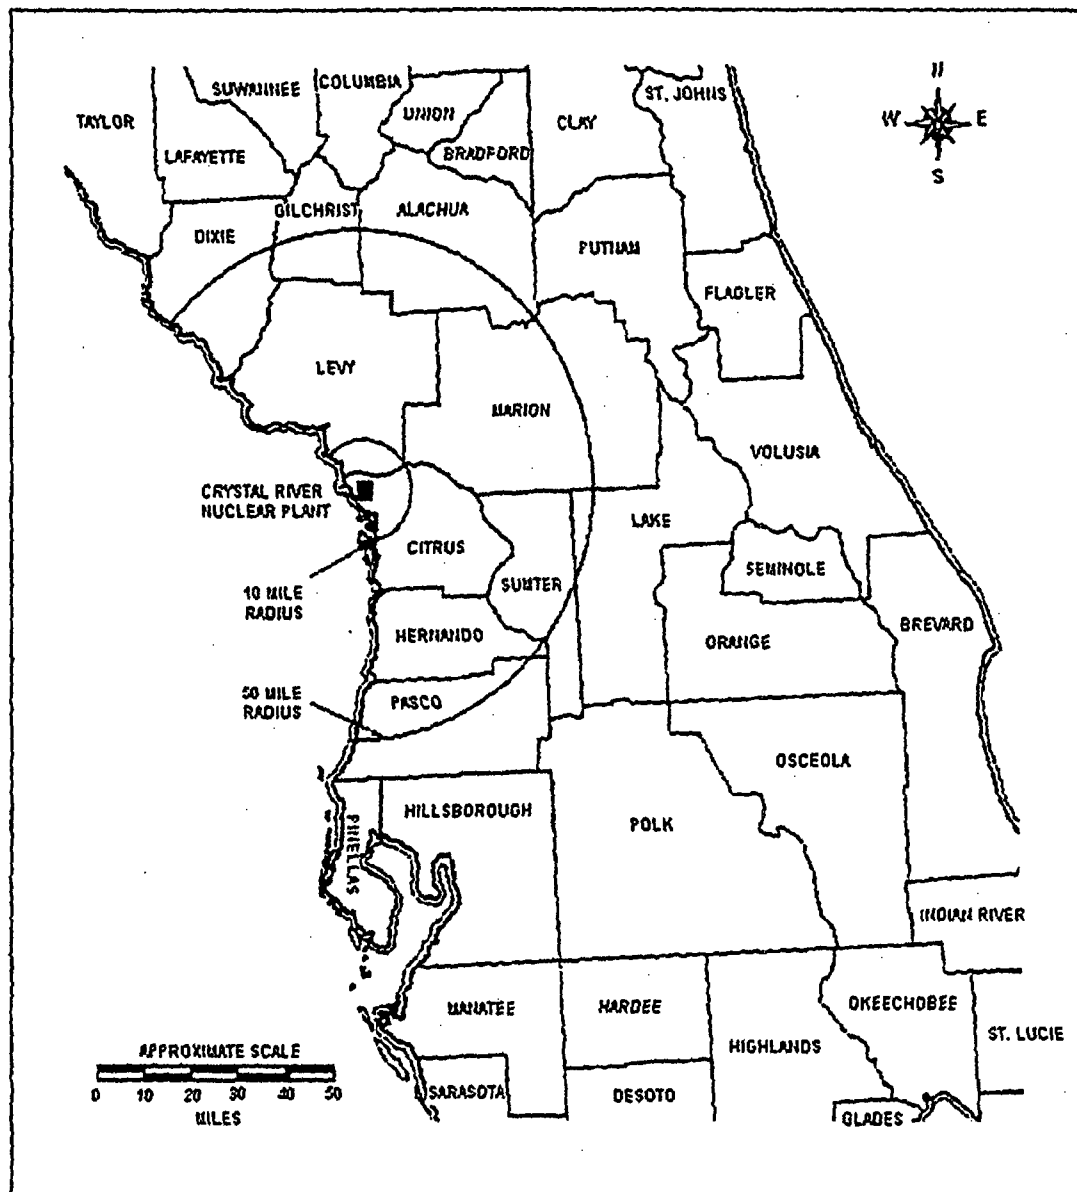 N
W E
S
TAYLOR
SUWANNEE
COLUMBIA
LAFAYETTE
UNION
BRADFORD
CLAY
ST. JOHNS
DIXIE
GILCHRIST
ALACHUA
PUTNAM
FLAGLER
LEVY
MARION
VOLUSIA
CRYSTAL RIVER
NUCLEAR PLANT
CITRUS
LAKE
SUMTER
SEMINOLE
10 MILE
RADIUS
HERNANDO
ORANGE
BREVARD
50 MILE
RADIUS
PASCO
OSCEOLA
HILLSBOROUGH
POLK
PINELLAS
INDIAN RIVER
MANATEE
HARDEE
OKEECHOBEE
HIGHLANDS
ST. LUCIE
SARASOTA
DESOTO
GLADES
APPROXIMATE SCALE
0 10 20 30 40 50
MILES